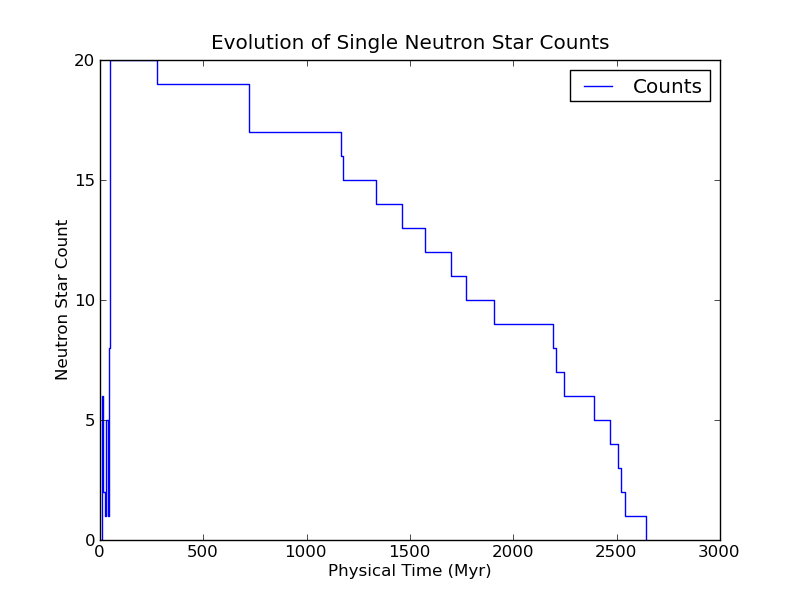 Evolution of Single Neutron Star Counts
Counts
20
15
10
5
0
Neutron Star Count
0 500 1000 1500 2000 2500 3000
Physical Time (Myr)